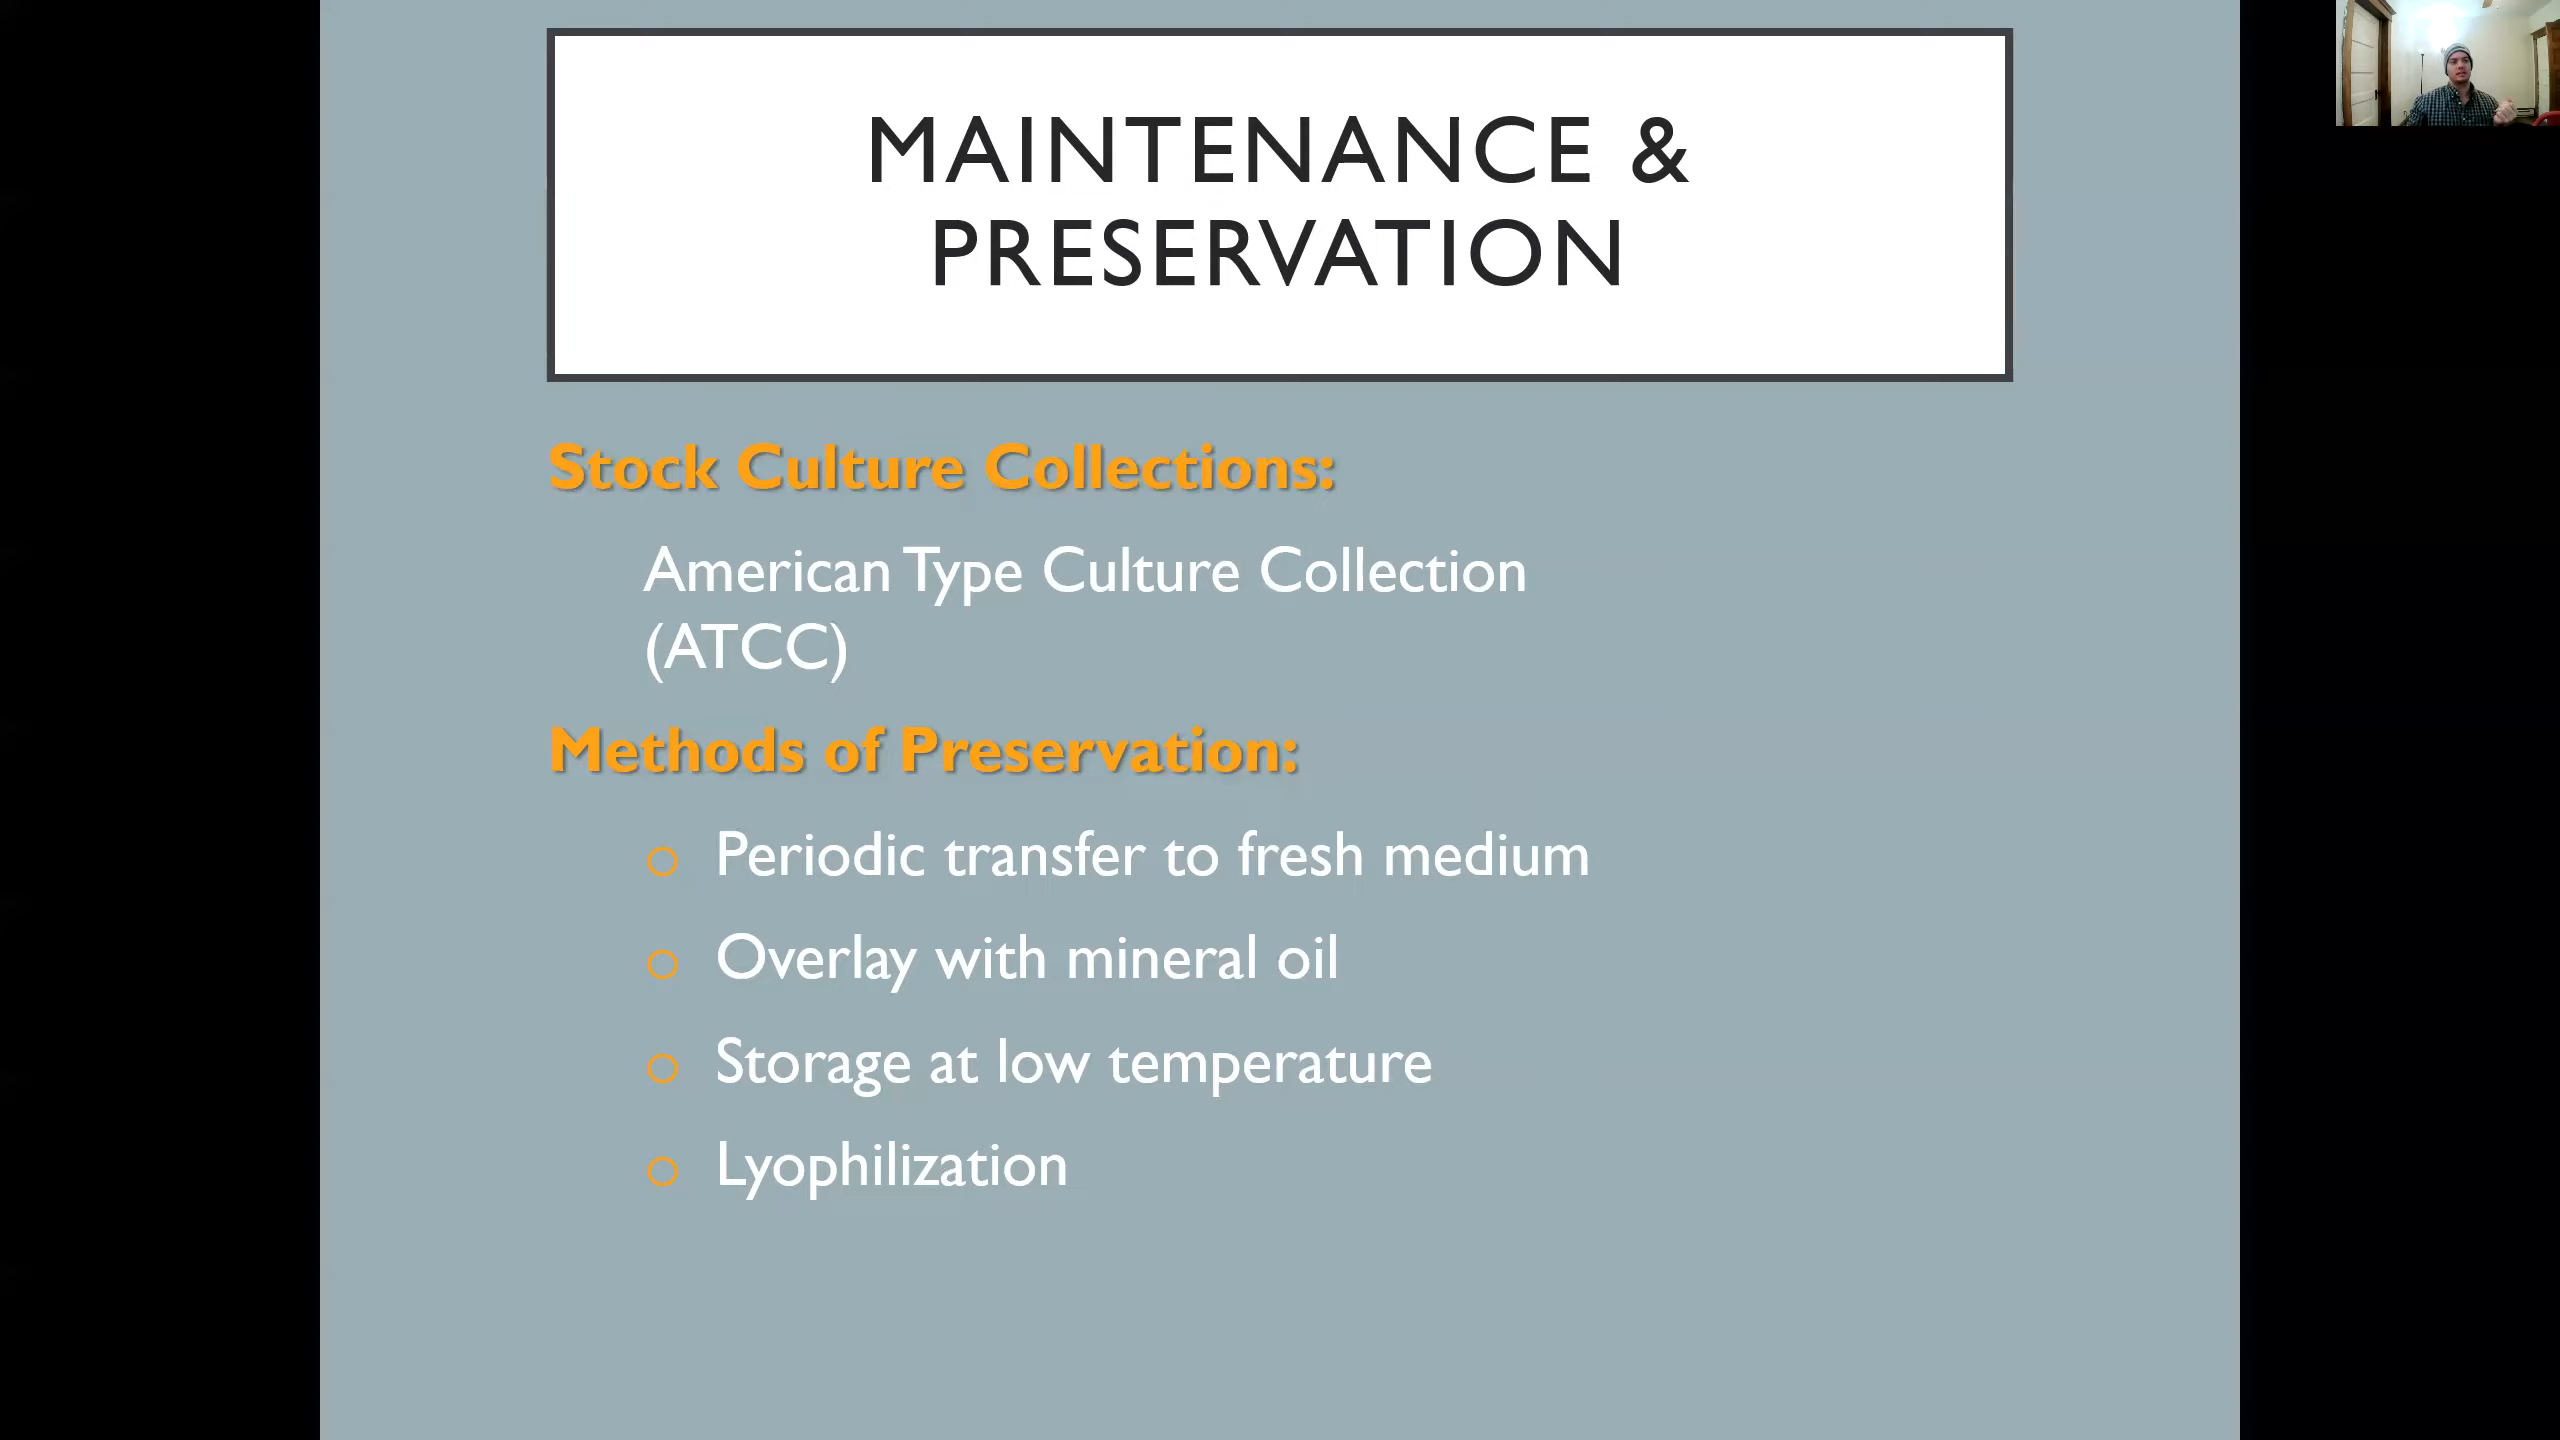 MAINTENANCE &
PRESERVATION
Stock Culture Collections:
American Type Culture Collection
(ATCC)
Methods of Preservation:
o Periodic transfer to fresh medium
o Overlay with mineral oil
o Storage at low temperature
o Lyophilization